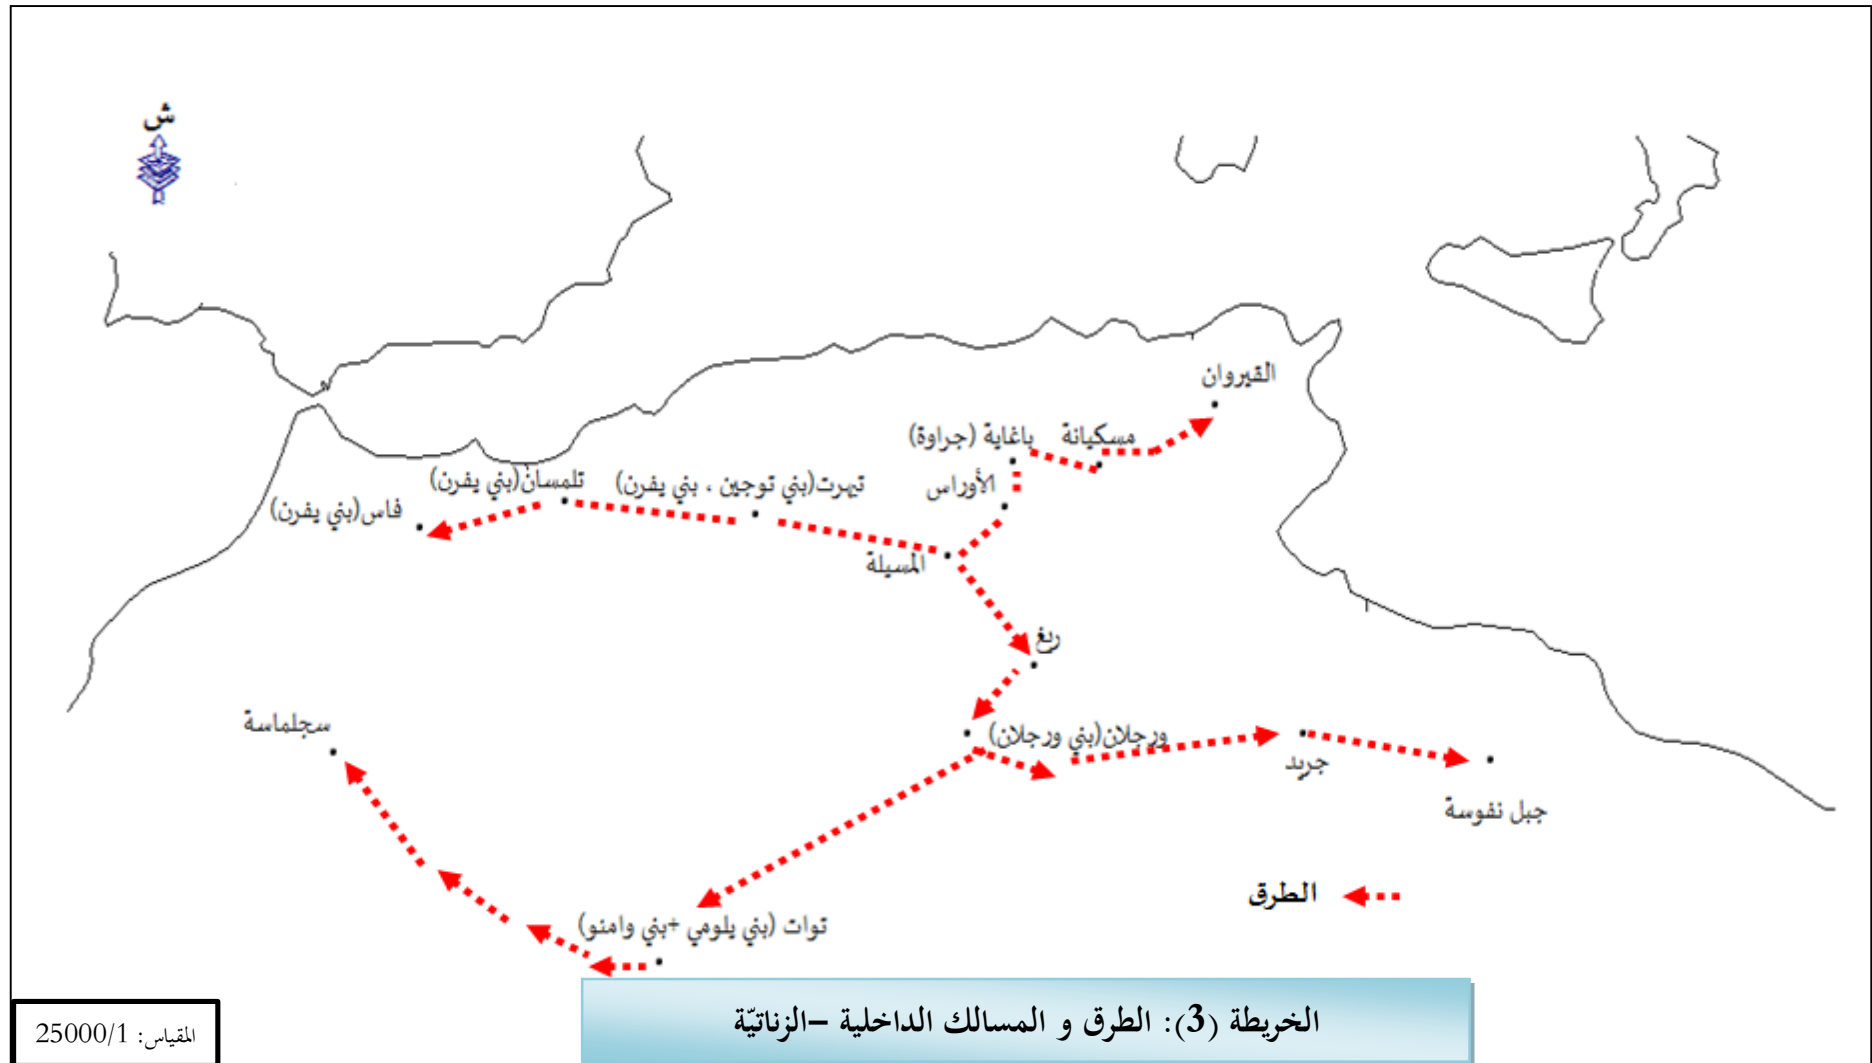 ش
القيروان
باغاية (جراوة)
مسكيانة
الأوراس
تيهرت(بني توجين ، بني يفرن)
تلمسان(بني يفرن)
فاس(بني يفرن)
المسيلة
ريغ
سجلماسة
ورجلان(بني ورجلان)
جريد
جبل نفوسة
الطرق
توات (بني يلومي +بني وامنو)
الخريطة (3): الطرق و المسالك الداخلية –الزناتيّة
المقياس: 25000/1